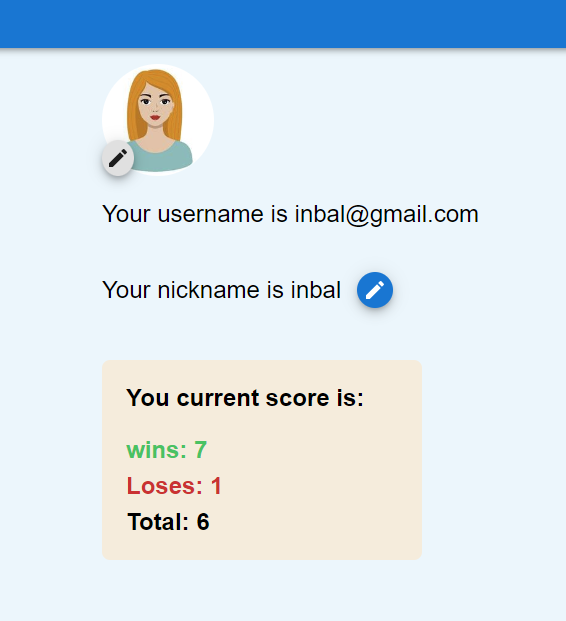 Your username is inbal@gmail.com
Your nickname is inbal
You current score is:
wins: 7
Loses: 1
Total: 6